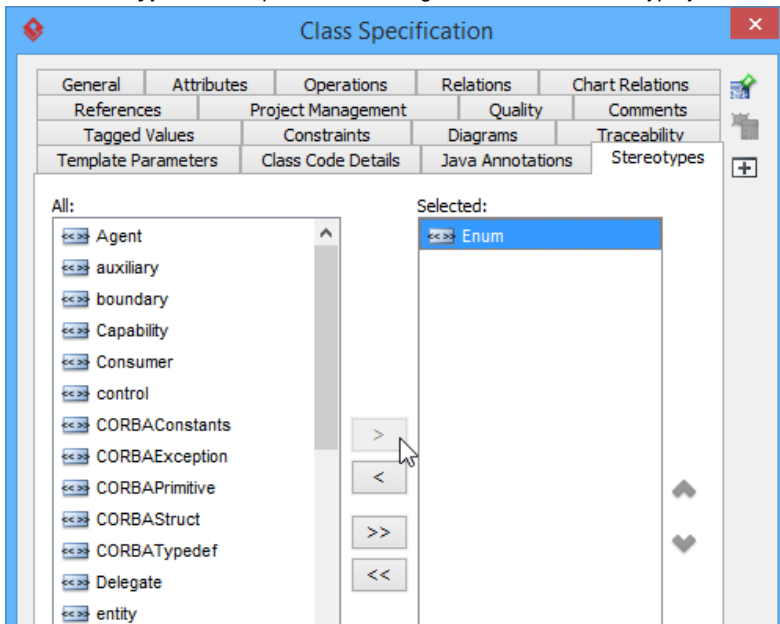 Class Specification
General Attributes Operations Relations Chart Relations
References Project Management Quality Comments
Tagged Values Constraints Diagrams Traceability
Template Parameters Class Code Details Java Annotations Stereotypes
All: Selected:
<<>> Agent <<>> Enum
<<>> auxiliary
<<>> boundary
<<>> Capability
<<>> Consumer
<<>> control
<<>> CORBAConstants
>
<<>> CORBAException
<<>> CORBAPrimitive <
<<>> CORBAStruct
>>
<<>> CORBATypedef
<<>> Delegate <<
<<>> entity